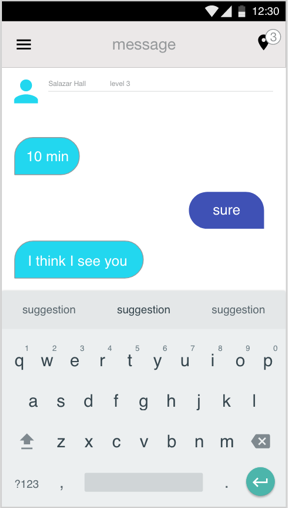 12:30
message
3
Salazar Hall level 3
10 min
sure
I think I see you
suggestion suggestion suggestion
1 2 3 4 5 6 7 8 9 0
q w e r t y u i o p
a s d f g h j k l
z x c v b n m
?123 , .